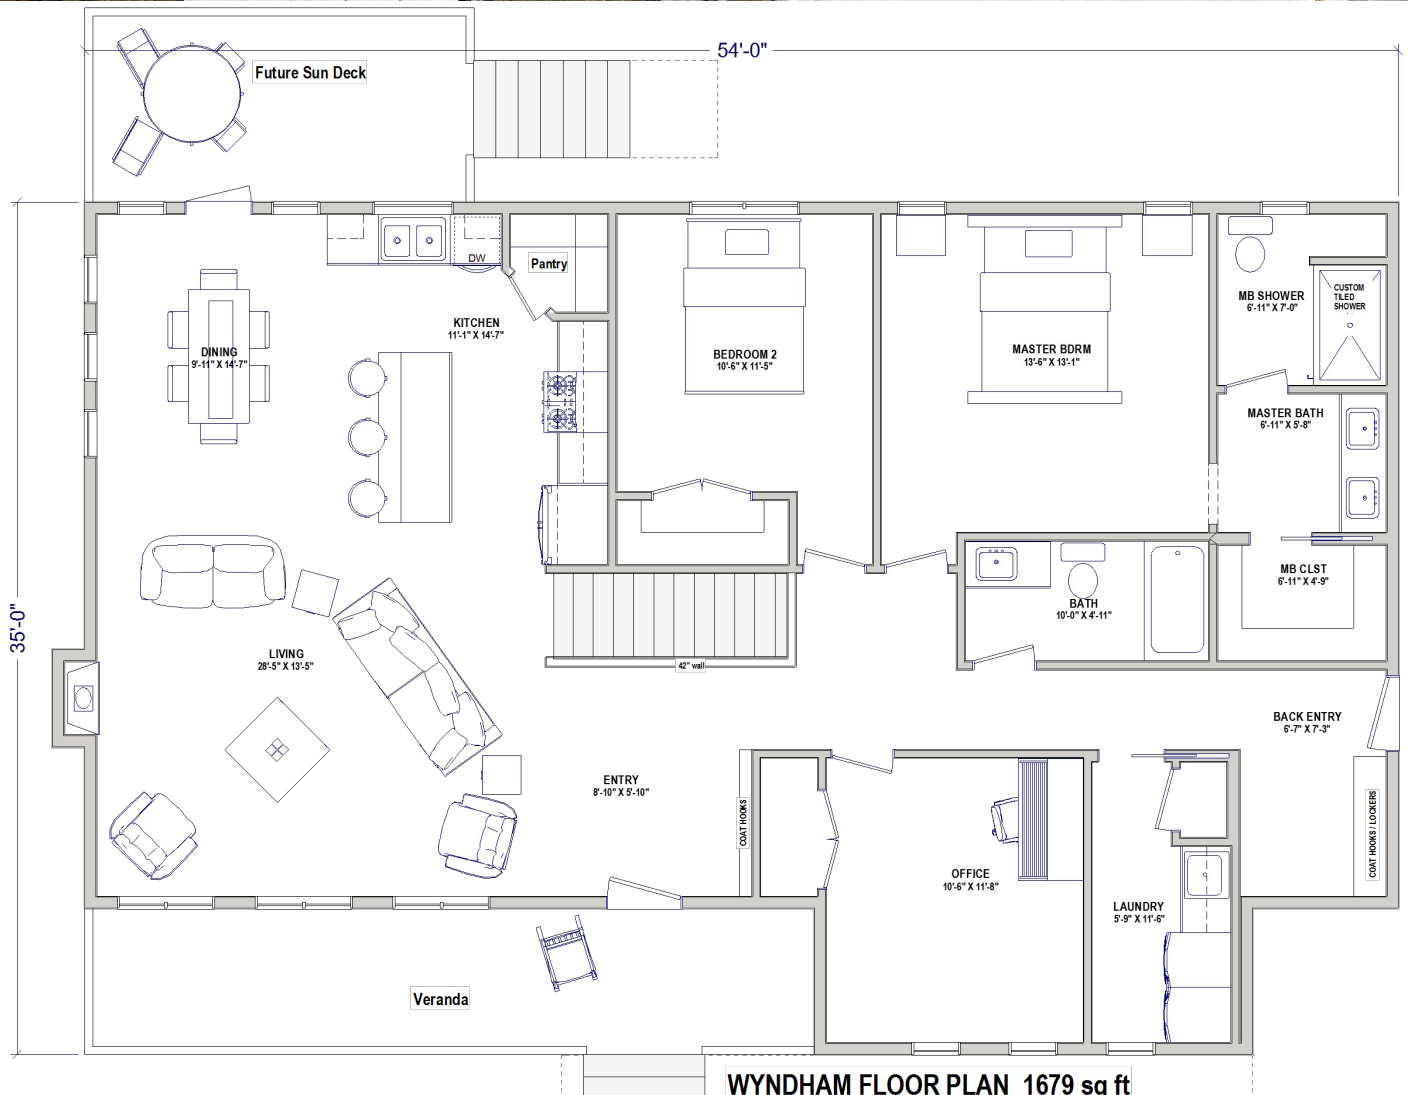 54'-0"
Future Sun Deck
DW
Pantry
KITCHEN
11'-1" X 14'-7"
DINING
9'-11" X 14'-7"
BEDROOM 2
10'-6" X 11'-5"
MASTER BDRM
13'-6" X 13'-1"
MB SHOWER
6'-11" X 7'-0"
CUSTOM
TILED
SHOWER
MASTER BATH
6'-11" X 5'-8"
MB CLST
6'-11" X 4'-9"
BATH
10'-0" X 4'-11"
35'-0"
LIVING
28'-5" X 13'-5"
42" wall
BACK ENTRY
6'-7" X 7'-3"
ENTRY
8'-10" X 5'-10"
COAT HOOKS
COAT HOOKS / LOCKERS
OFFICE
10'-6" X 11'-8"
LAUNDRY
5'-9" X 11'-6"
Veranda
WYNDHAM FLOOR PLAN 1679 sq ft